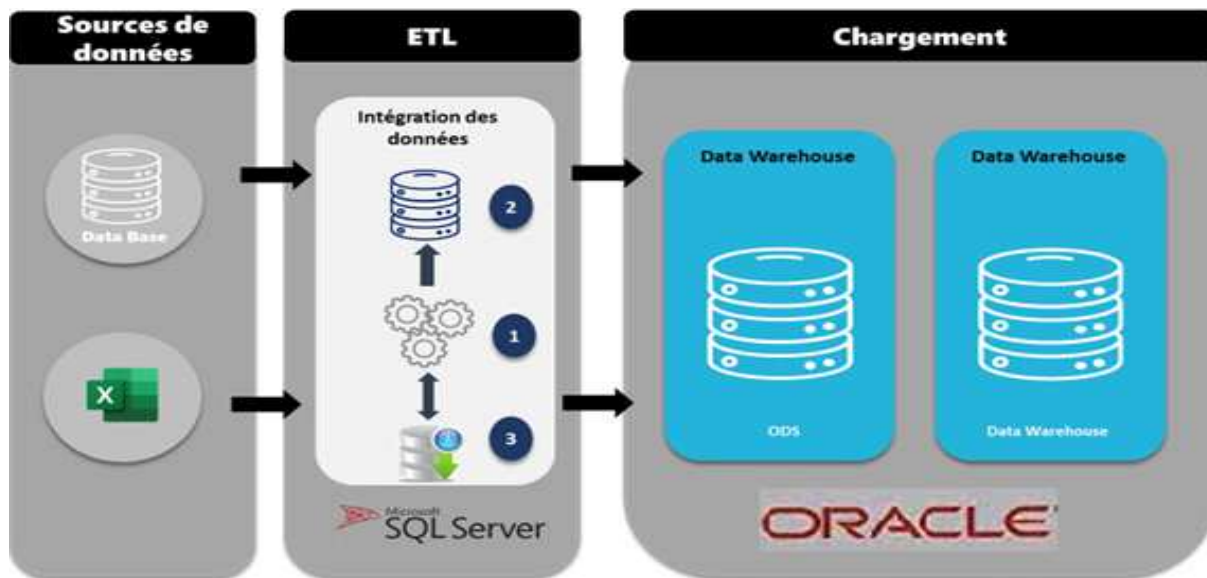 Sources de
données
ETL
Chargement
Intégration des
données
Data Base
2
1
3
X
Microsoft
SQL Server
Data Warehouse
ODS
Data Warehouse
Data Warehouse
ORACLE